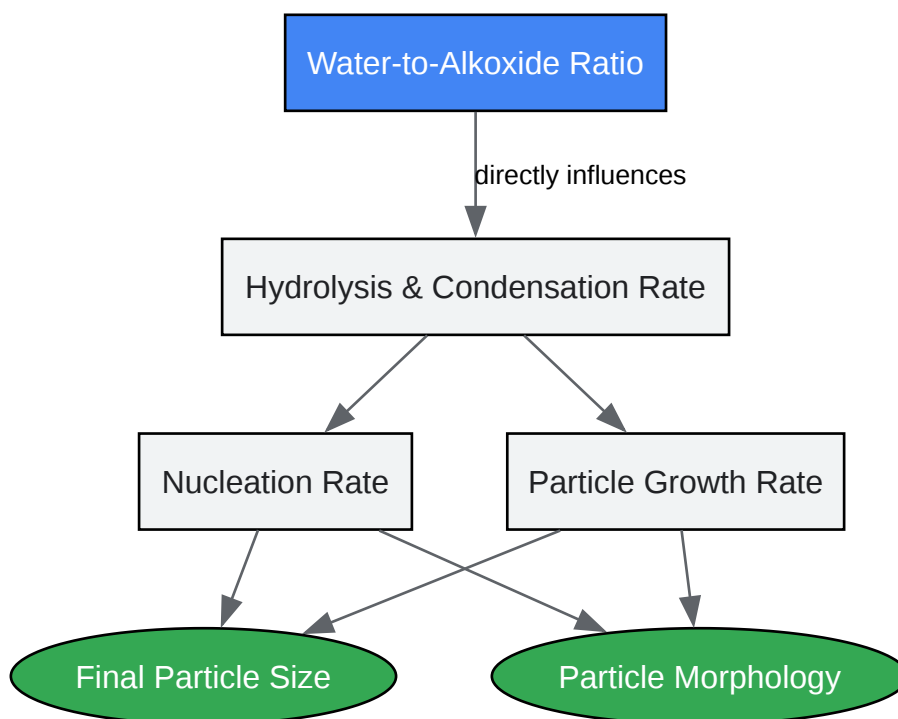 Water-to-Alkoxide Ratio
directly influences
Hydrolysis & Condensation Rate
Nucleation Rate
Particle Growth Rate
Final Particle Size
Particle Morphology